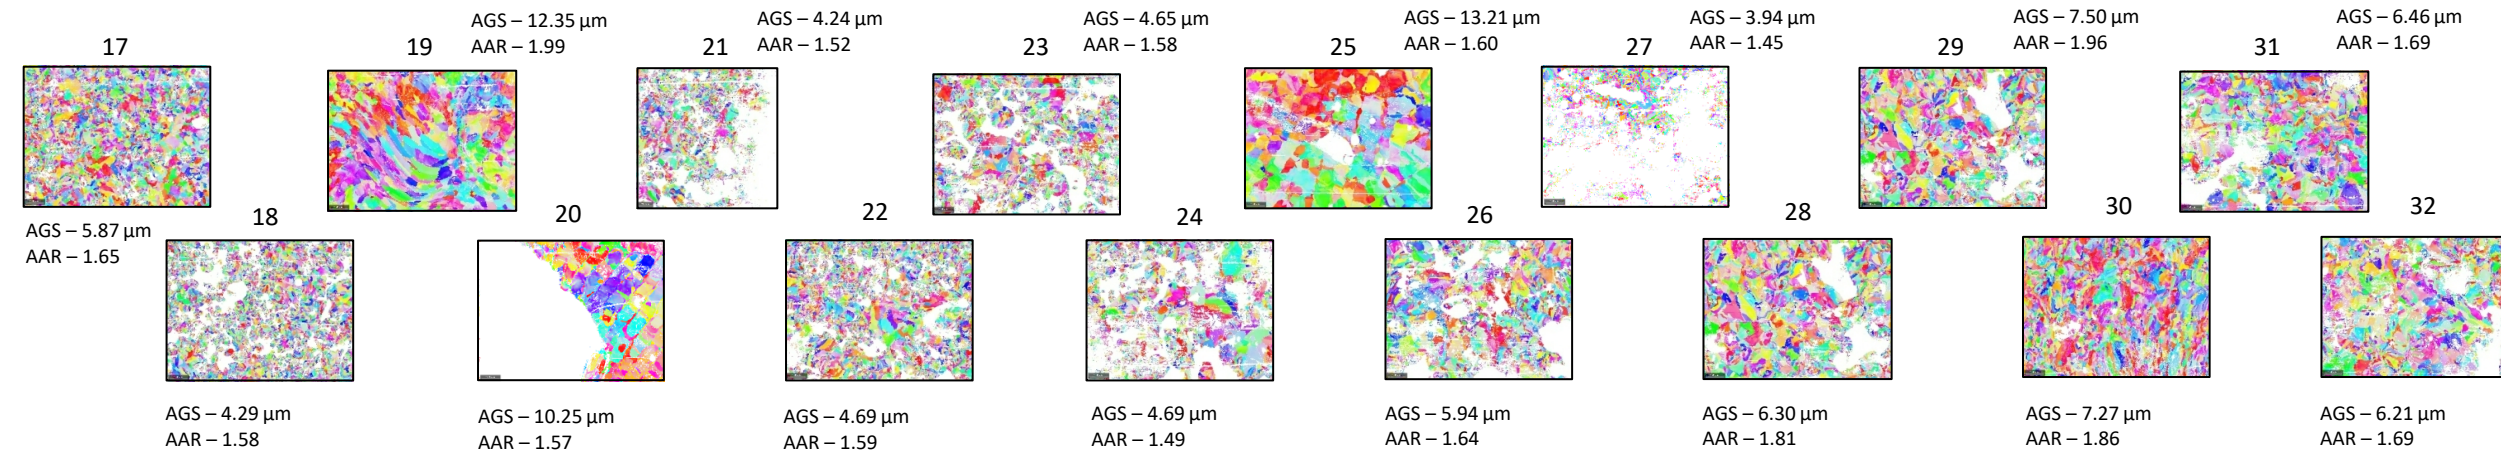 17
AGS – 5.87 µm
AAR – 1.65
18
AGS – 4.29 µm
AAR – 1.58
19
AGS – 12.35 µm
AAR – 1.99
20
AGS – 10.25 µm
AAR – 1.57
21
AGS – 4.24 µm
AAR – 1.52
22
AGS – 4.69 µm
AAR – 1.59
23
AGS – 4.65 µm
AAR – 1.58
24
AGS – 4.69 µm
AAR – 1.49
25
AGS – 13.21 µm
AAR – 1.60
26
AGS – 5.94 µm
AAR – 1.64
27
AGS – 3.94 µm
AAR – 1.45
28
AGS – 6.30 µm
AAR – 1.81
29
AGS – 7.50 µm
AAR – 1.96
30
AGS – 7.27 µm
AAR – 1.86
31
AGS – 6.46 µm
AAR – 1.69
32
AGS – 6.21 µm
AAR – 1.69